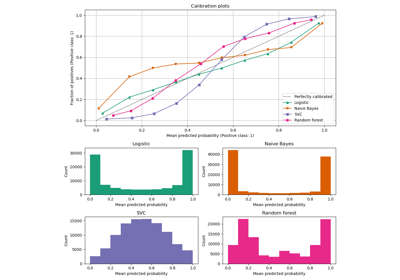 Calibration plots
Fraction of positives (Positive class: 1)
1.0
0.8
0.6
0.4
0.2
0.0
Perfectly calibrated
Logistic
Naive Bayes
SVC
Random forest
0.0 0.2 0.4 0.6 0.8 1.0
Mean predicted probability (Positive class: 1)
Logistic
Count
30000
20000
10000
0
0.0 0.2 0.4 0.6 0.8 1.0
Mean predicted probability
Naive Bayes
Count
40000
30000
20000
10000
0
0.0 0.2 0.4 0.6 0.8 1.0
Mean predicted probability
SVC
Count
15000
10000
5000
0
0.0 0.2 0.4 0.6 0.8 1.0
Mean predicted probability
Random forest
Count
20000
15000
10000
5000
0
0.0 0.2 0.4 0.6 0.8 1.0
Mean predicted probability